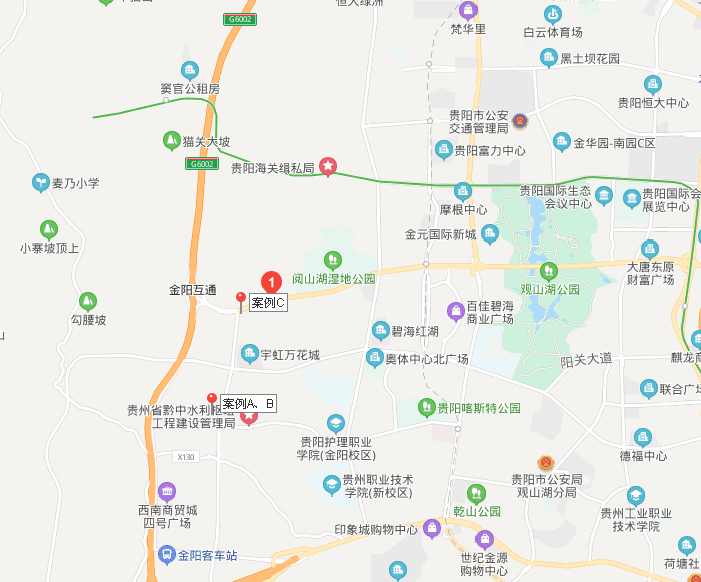 恒大绿洲
G6002
梵华里
白云体育场
黑土坝花园
窦官公租房
贵阳恒大中心
贵阳市公安
交通管理局
猫关大坡
贵阳富力中心
金华园-南园C区
G6002
贵阳海关缉私局
麦乃小学
摩根中心
贵阳国际生态
会议中心
贵阳国际会
展览中心
小寨坡顶上
金元国际新城
大唐东原
财富广场
阅山湖湿地公园
1
观山湖公园
金阳互通
案例C
勾腰坡
百佳碧海
商业广场
碧海红湖
宇虹万花城
奥体中心北广场
阳关大道
麒龙商
联合广场
案例A、B
贵州省黔中水利枢纽
工程建设管理局
贵阳喀斯特公园
贵阳护理职业
学院(金阳校区)
X130
德福中心
贵州职业技术
学院(新校区)
贵阳市公安局
观山湖分局
西南商贸城
四号广场
乾山公园
贵州工业职业
技术学院
印象城购物中心
金阳客车站
世纪金源
购物中心
荷塘社